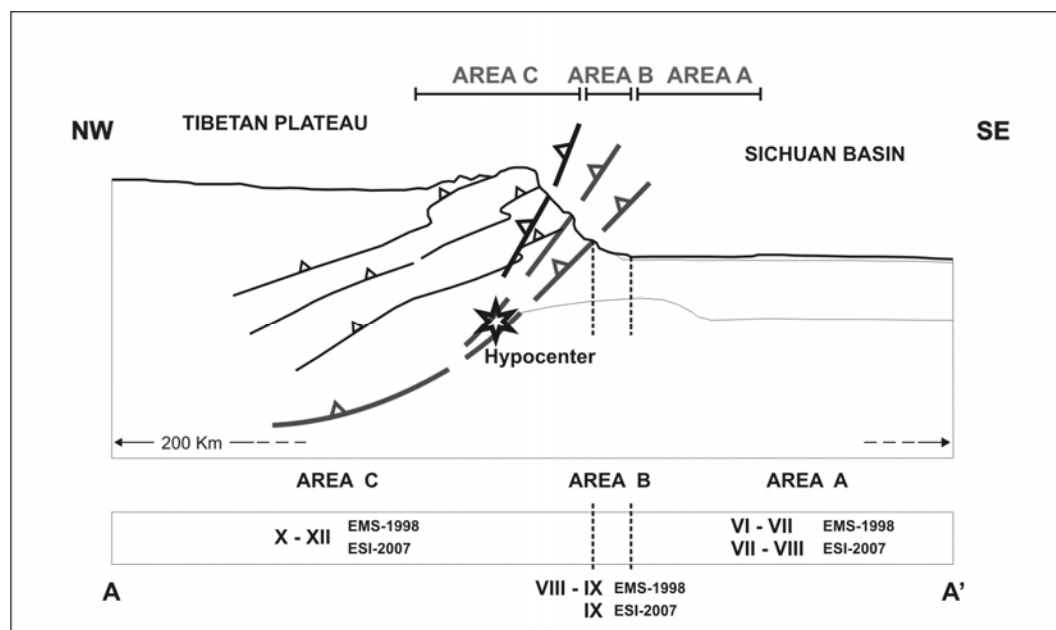 AREA C AREA B AREA A
NW TIBETAN PLATEAU SE
SICHUAN BASIN
Hypocenter
200 Km
AREA C AREA B AREA A
X - XII EMS-1998
ESI-2007
VI - VII EMS-1998
VII - VIII ESI-2007
A VIII - IX EMS-1998 A'
IX ESI-2007